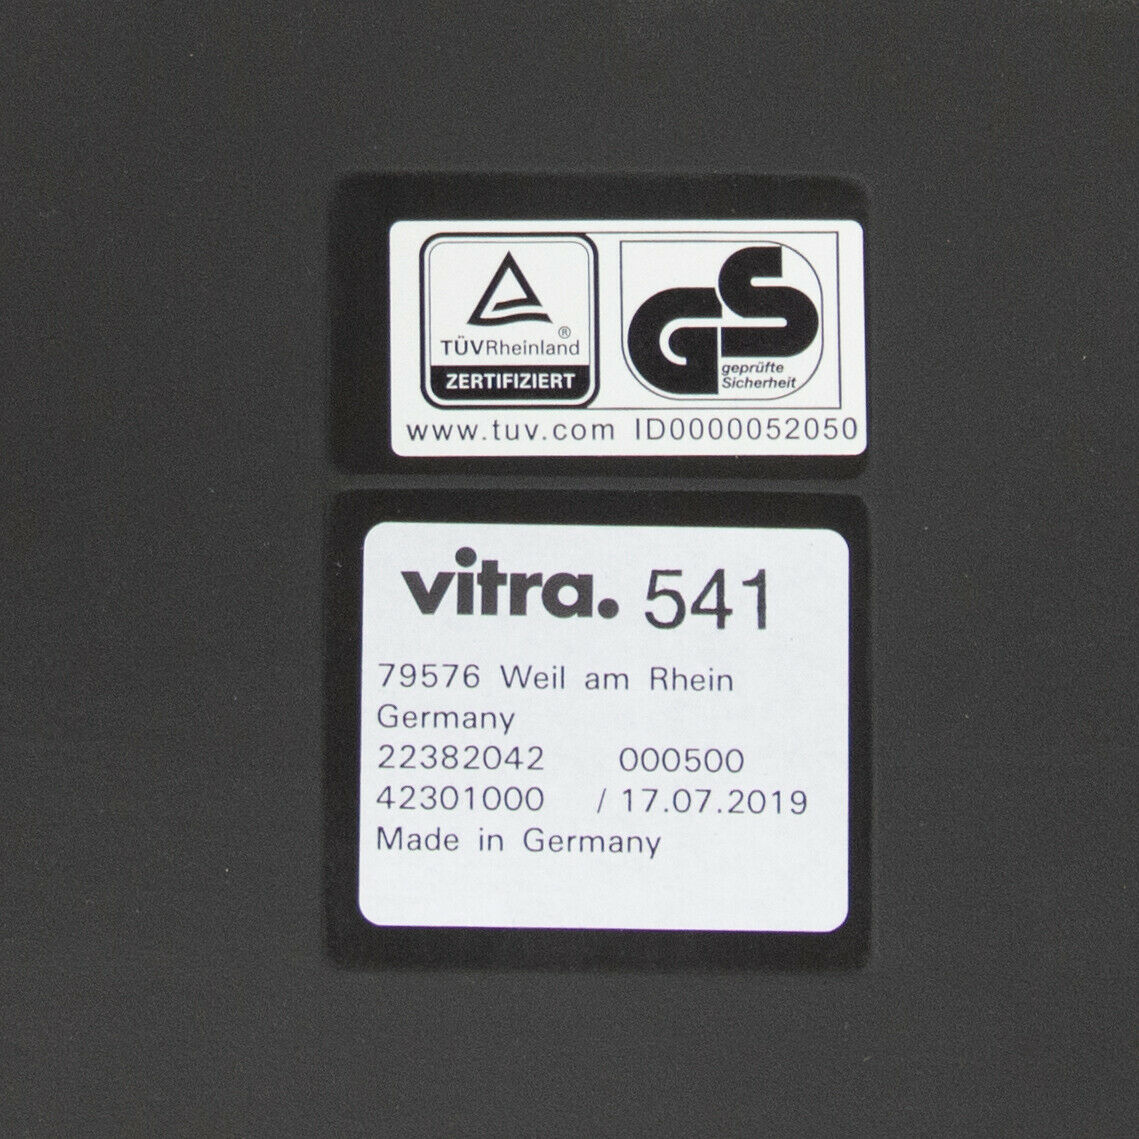 TÜVRheinland ®
ZERTIFIZIERT
GS
geprüfte
Sicherheit
www.tuv.com ID0000052050
vitra. 541
79576 Weil am Rhein
Germany
22382042 000500
42301000 / 17.07.2019
Made in Germany